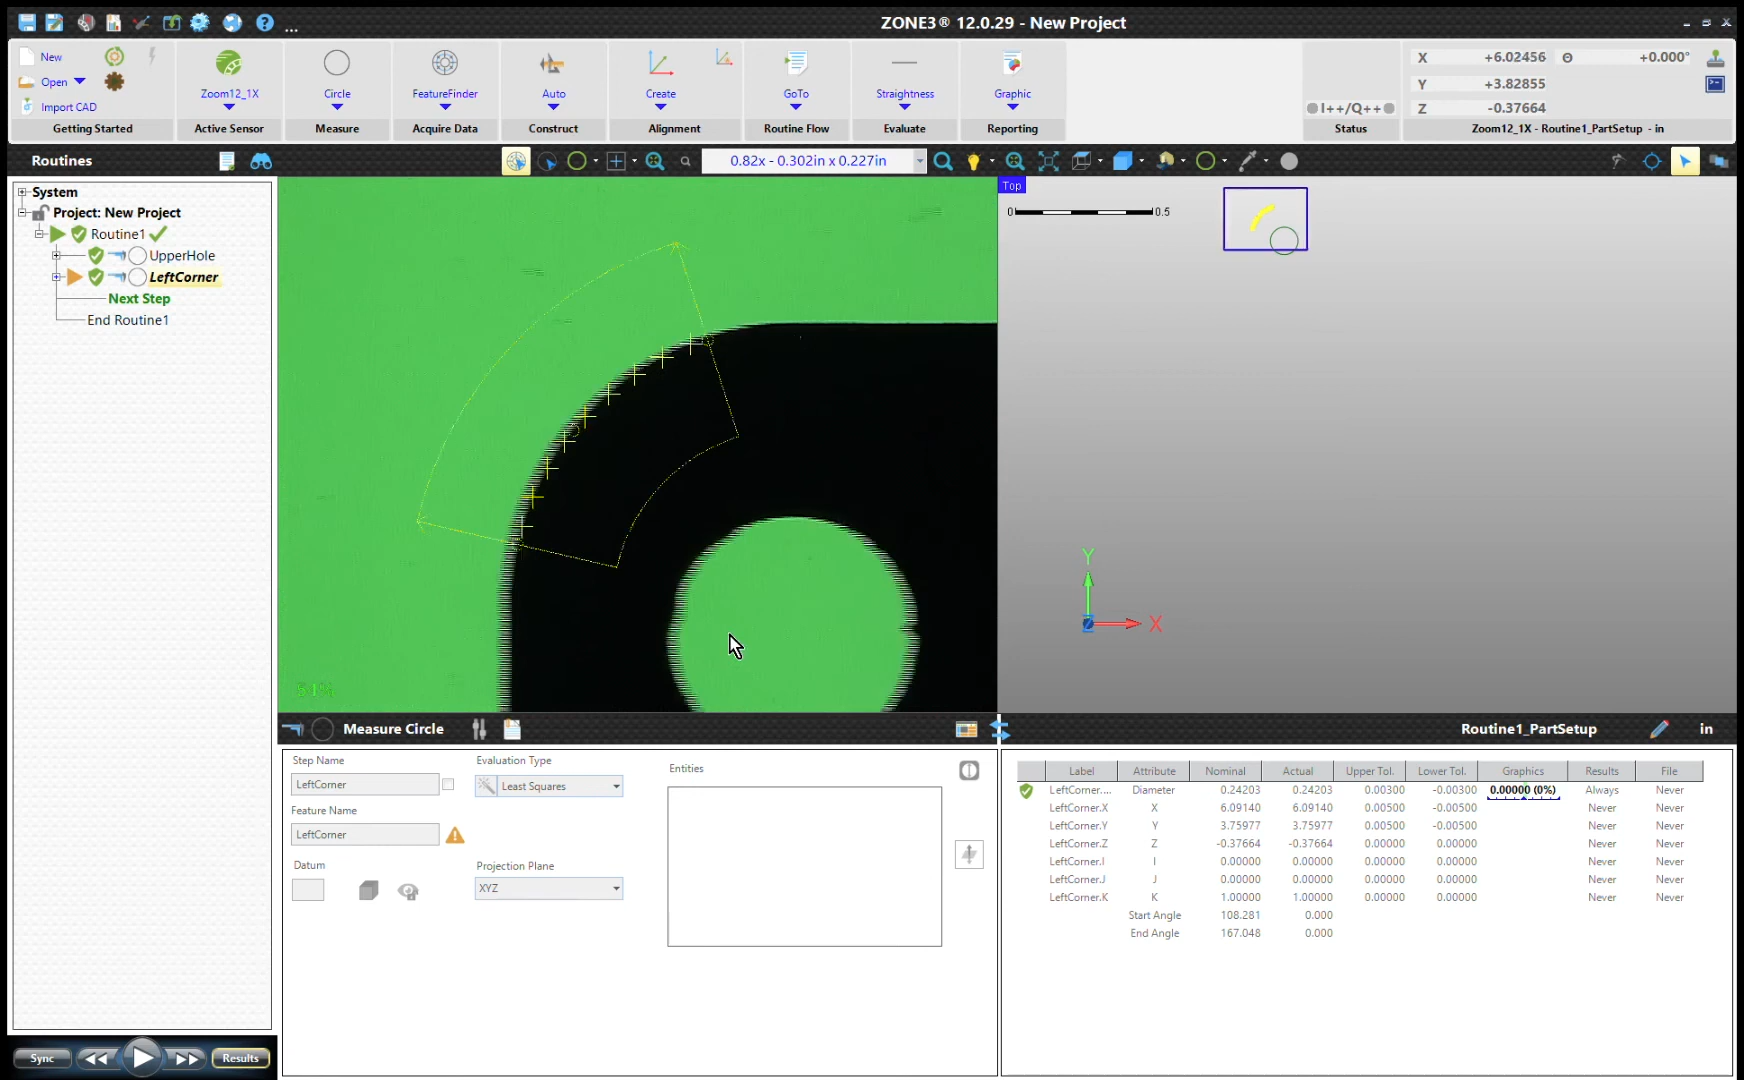 ZONE3® 12.0.29 - New Project
...
New
Open
Import CAD
Getting Started
Zoom12_1X
Active Sensor
Circle
Measure
FeatureFinder
Acquire Data
Auto
Construct
Create
Alignment
GoTo
Routine Flow
Straightness
Evaluate
Graphic
Reporting
I++/Q++
Status
X +6.02456 Θ +0.000°
Y +3.82855
Z -0.37664
Zoom12_1X - Routine1_PartSetup - in
Routines
0.82x - 0.302in x 0.227in
System
Project: New Project
Routine1
UpperHole
LeftCorner
Next Step
End Routine1
51%
Top
0 0.5
Y
Z X
Measure Circle
Step Name
LeftCorner
Feature Name
LeftCorner
Datum
Evaluation Type
Least Squares
Projection Plane
XYZ
Entities
Routine1_PartSetup in
Label Attribute Nominal Actual Upper Tol. Lower Tol. Graphics Results File
LeftCorner.... Diameter 0.24203 0.24203 0.00300 -0.00300 0.00000 (0%) Always Never
LeftCorner.X X 6.09140 6.09140 0.00500 -0.00500 Never Never
LeftCorner.Y Y 3.75977 3.75977 0.00500 -0.00500 Never Never
LeftCorner.Z Z -0.37664 -0.37664 0.00000 0.00000 Never Never
LeftCorner.I I 0.00000 0.00000 0.00000 0.00000 Never Never
LeftCorner.J J 0.00000 0.00000 0.00000 0.00000 Never Never
LeftCorner.K K 1.00000 1.00000 0.00000 0.00000 Never Never
Start Angle 108.281 0.000
End Angle 167.048 0.000
Sync
Results